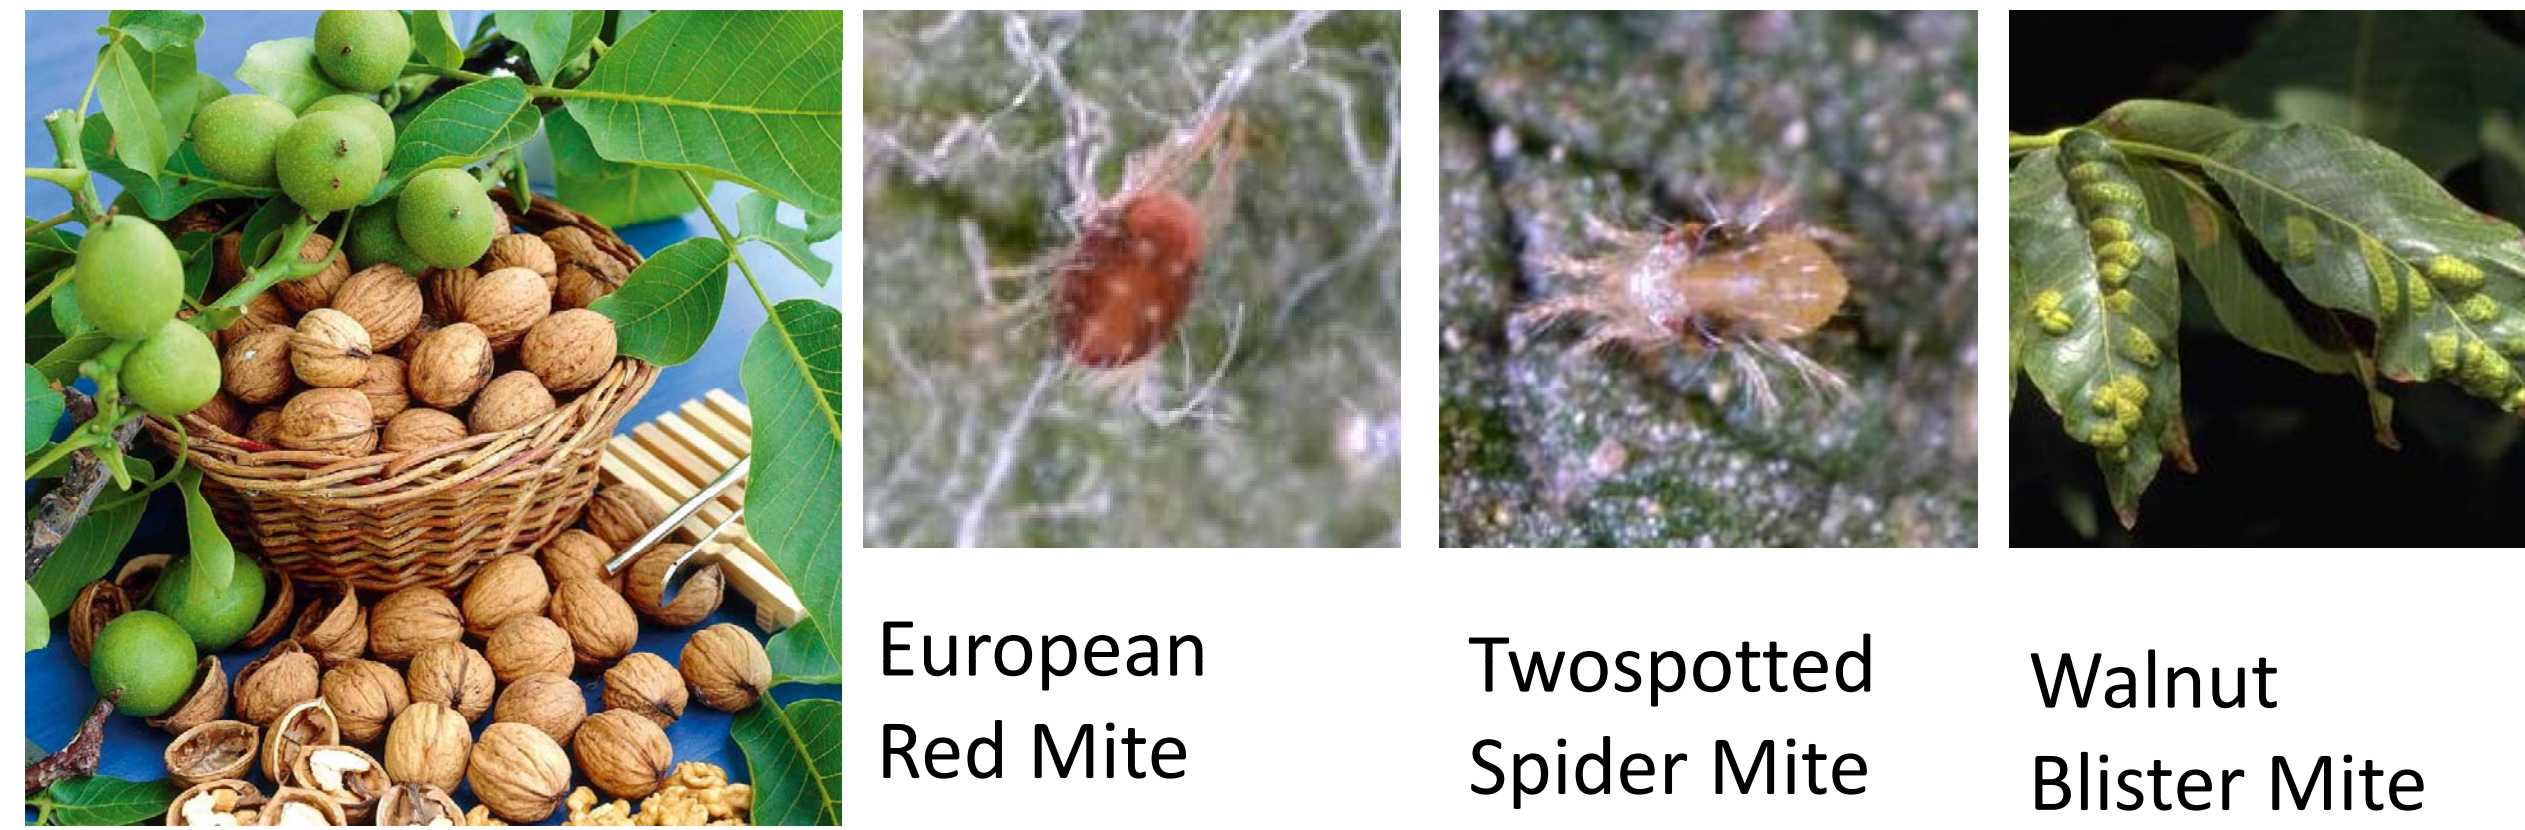 European
Red Mite
Twospotted
Spider Mite
Walnut
Blister Mite